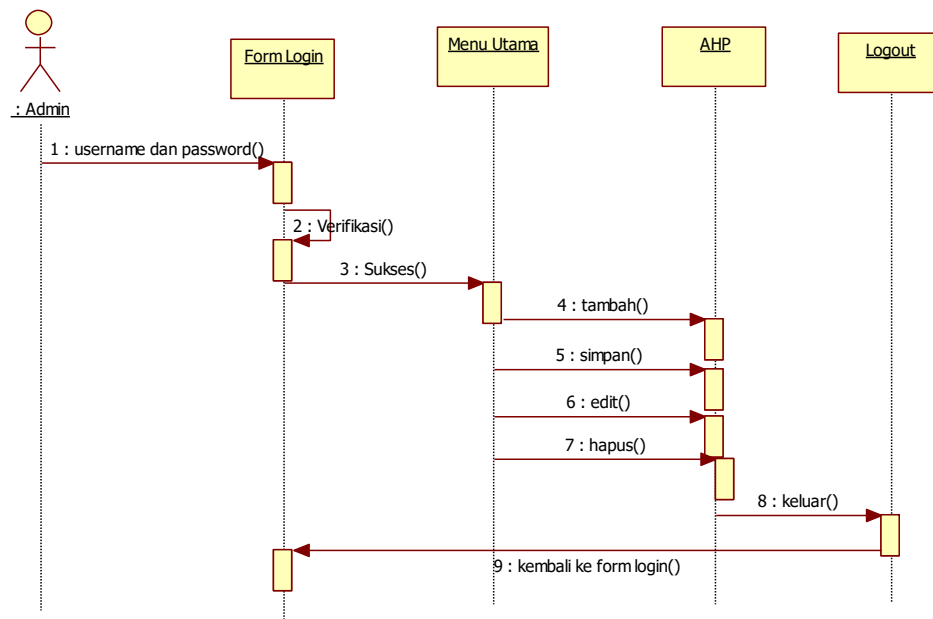 Form Login
Menu Utama
AHP
Logout
: Admin
1 : username dan password()
2 : Verifikasi()
3 : Sukses()
4 : tambah()
5 : simpan()
6 : edit()
7 : hapus()
8 : keluar()
9 : kembali ke form login()